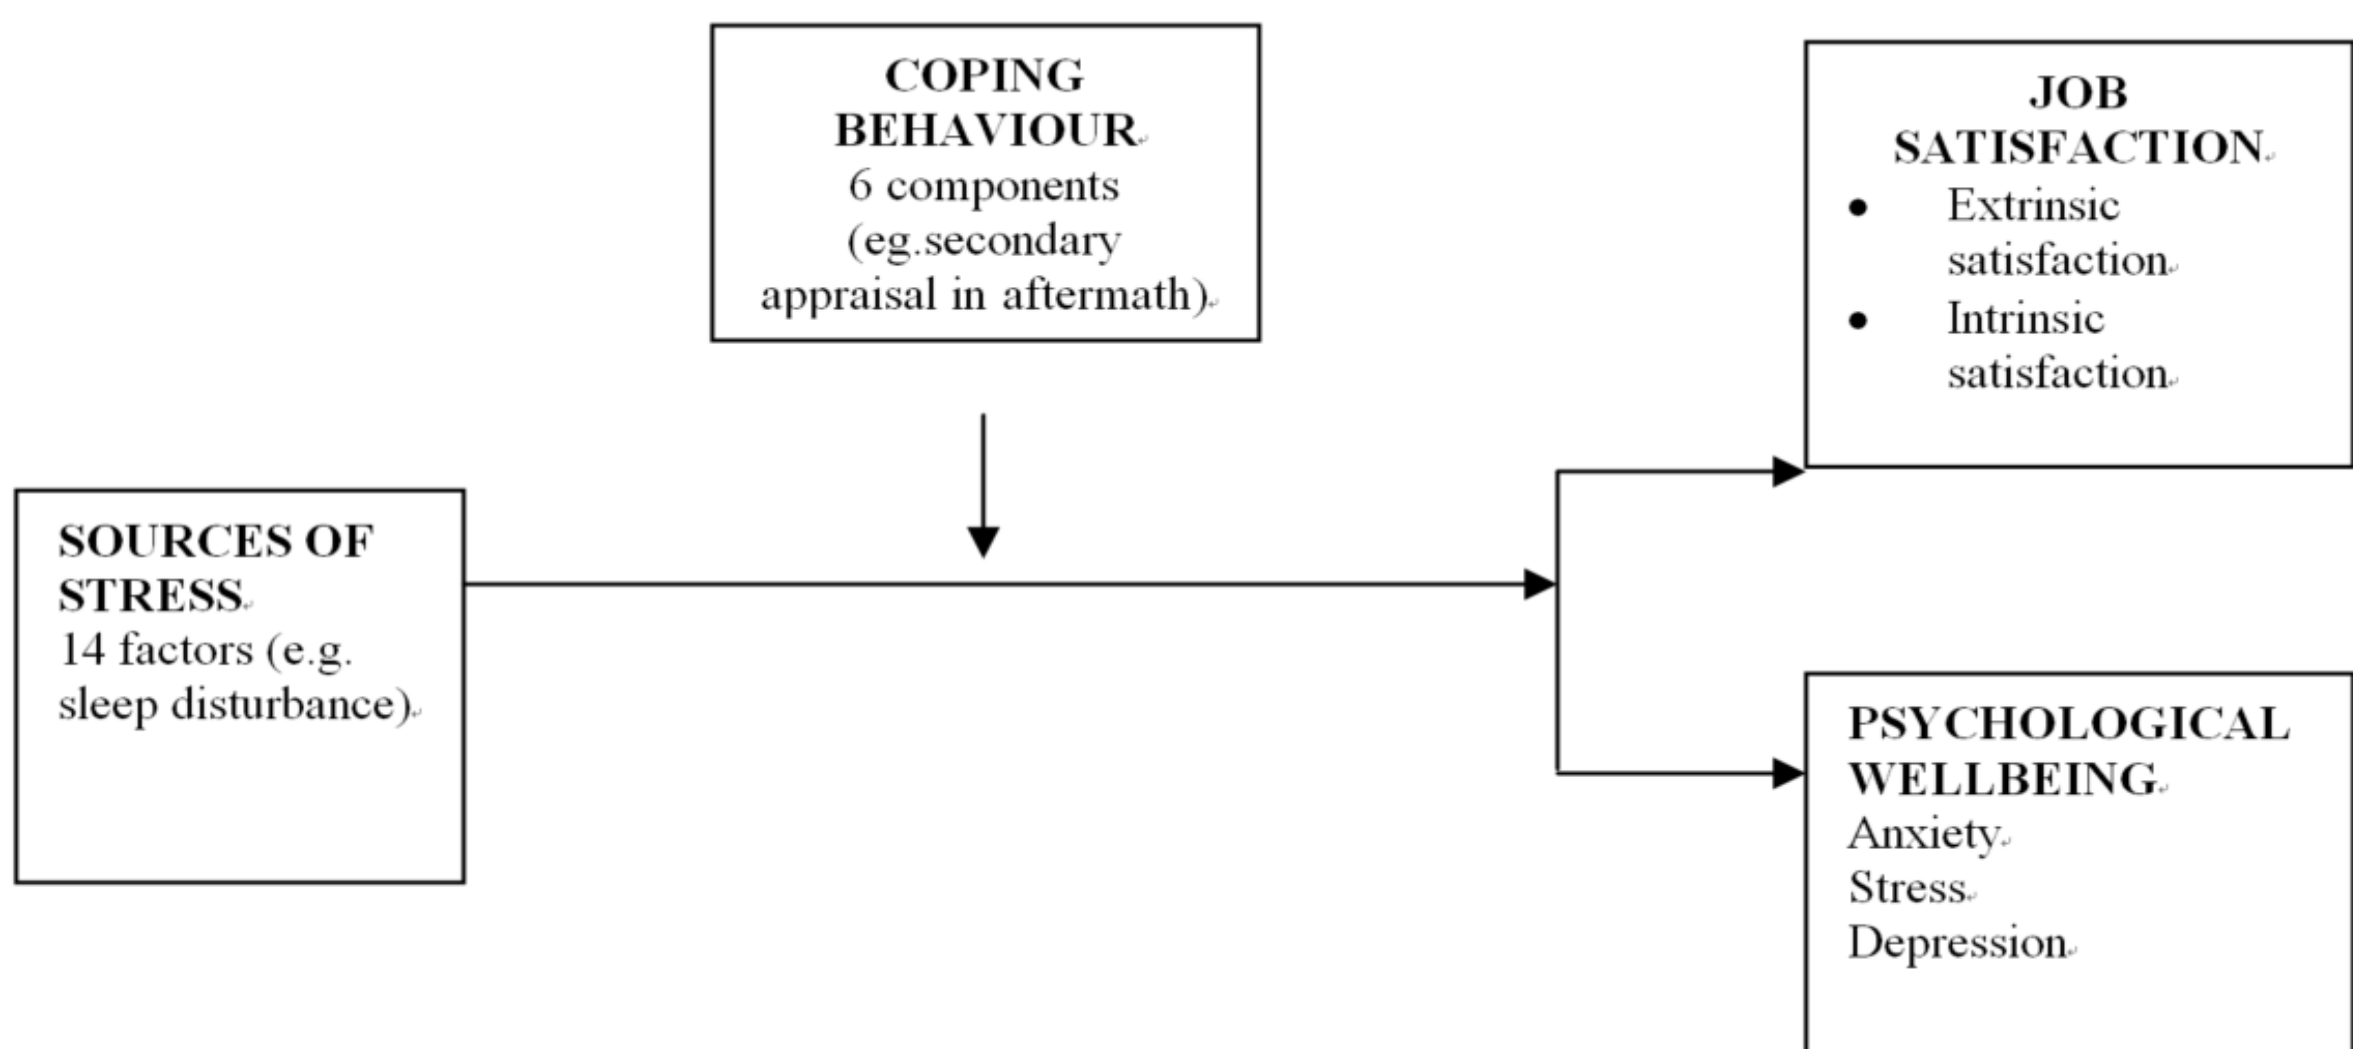 COPING
BEHAVIOUR
6 components
(eg.secondary
appraisal in aftermath)
JOB
SATISFACTION
• Extrinsic
satisfaction
• Intrinsic
satisfaction
SOURCES OF
STRESS
14 factors (e.g.
sleep disturbance)
PSYCHOLOGICAL
WELLBEING
Anxiety
Stress
Depression